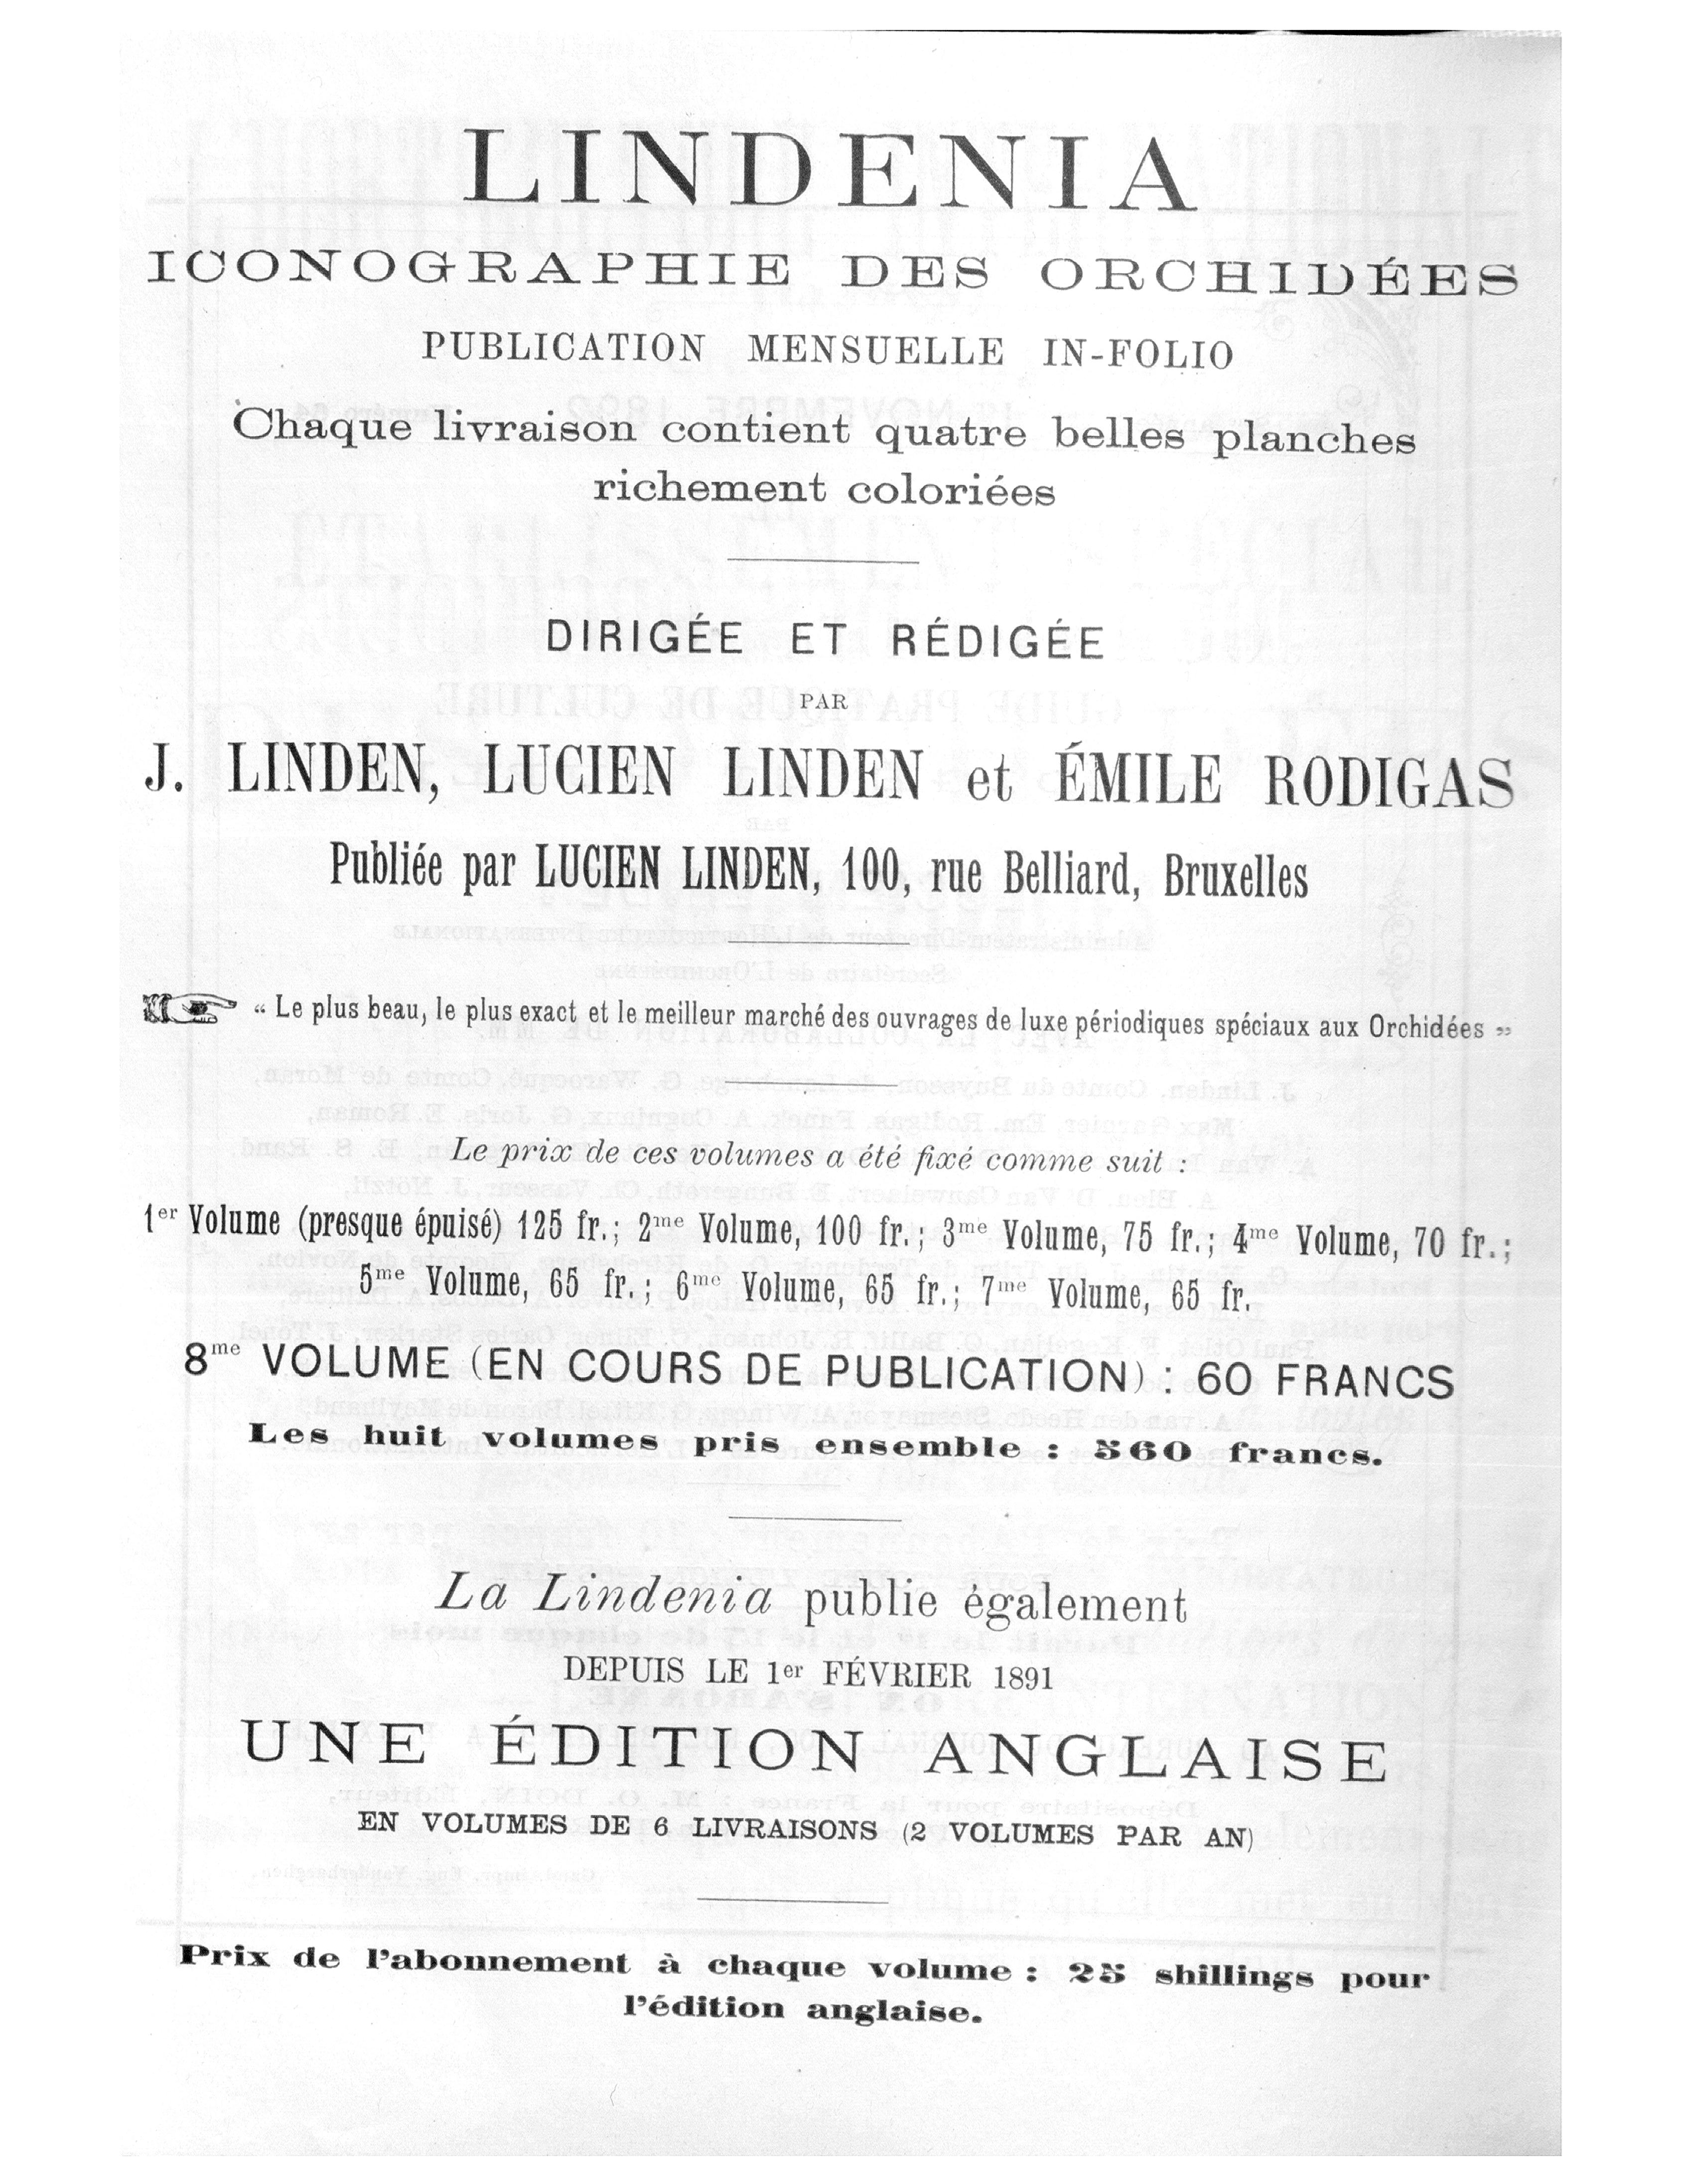 LINDENIA
ICONOGRAPHIE DES ORCHIDÉES
PUBLICATION MENSUELLE IN-FOLIO
Chaque livraison contient quatre belles planches
richement coloriées
DIRIGÉE ET RÉDIGÉE
PAR
J. LINDEN, LUCIEN LINDEN et ÉMILE RODIGAS
Publiée par LUCIEN LINDEN, 100, rue Belliard, Bruxelles
“ Le plus beau, le plus exact et le meilleur marché des ouvrages de luxe périodiques spéciaux aux Orchidées ”
Le prix de ces volumes a été fixé comme suit :
1er Volume (presque épuisé) 125 fr.; 2me Volume, 100 fr.; 3me Volume, 75 fr.; 4me Volume, 70 fr.;
5me Volume, 65 fr.; 6me Volume, 65 fr.; 7me Volume, 65 fr.
8me VOLUME (EN COURS DE PUBLICATION) : 60 FRANCS
Les huit volumes pris ensemble : 560 francs.
La Lindenia publie également
DEPUIS LE 1er FÉVRIER 1891
UNE ÉDITION ANGLAISE
EN VOLUMES DE 6 LIVRAISONS (2 VOLUMES PAR AN)
Prix de l’abonnement à chaque volume : 25 shillings pour
l’édition anglaise.